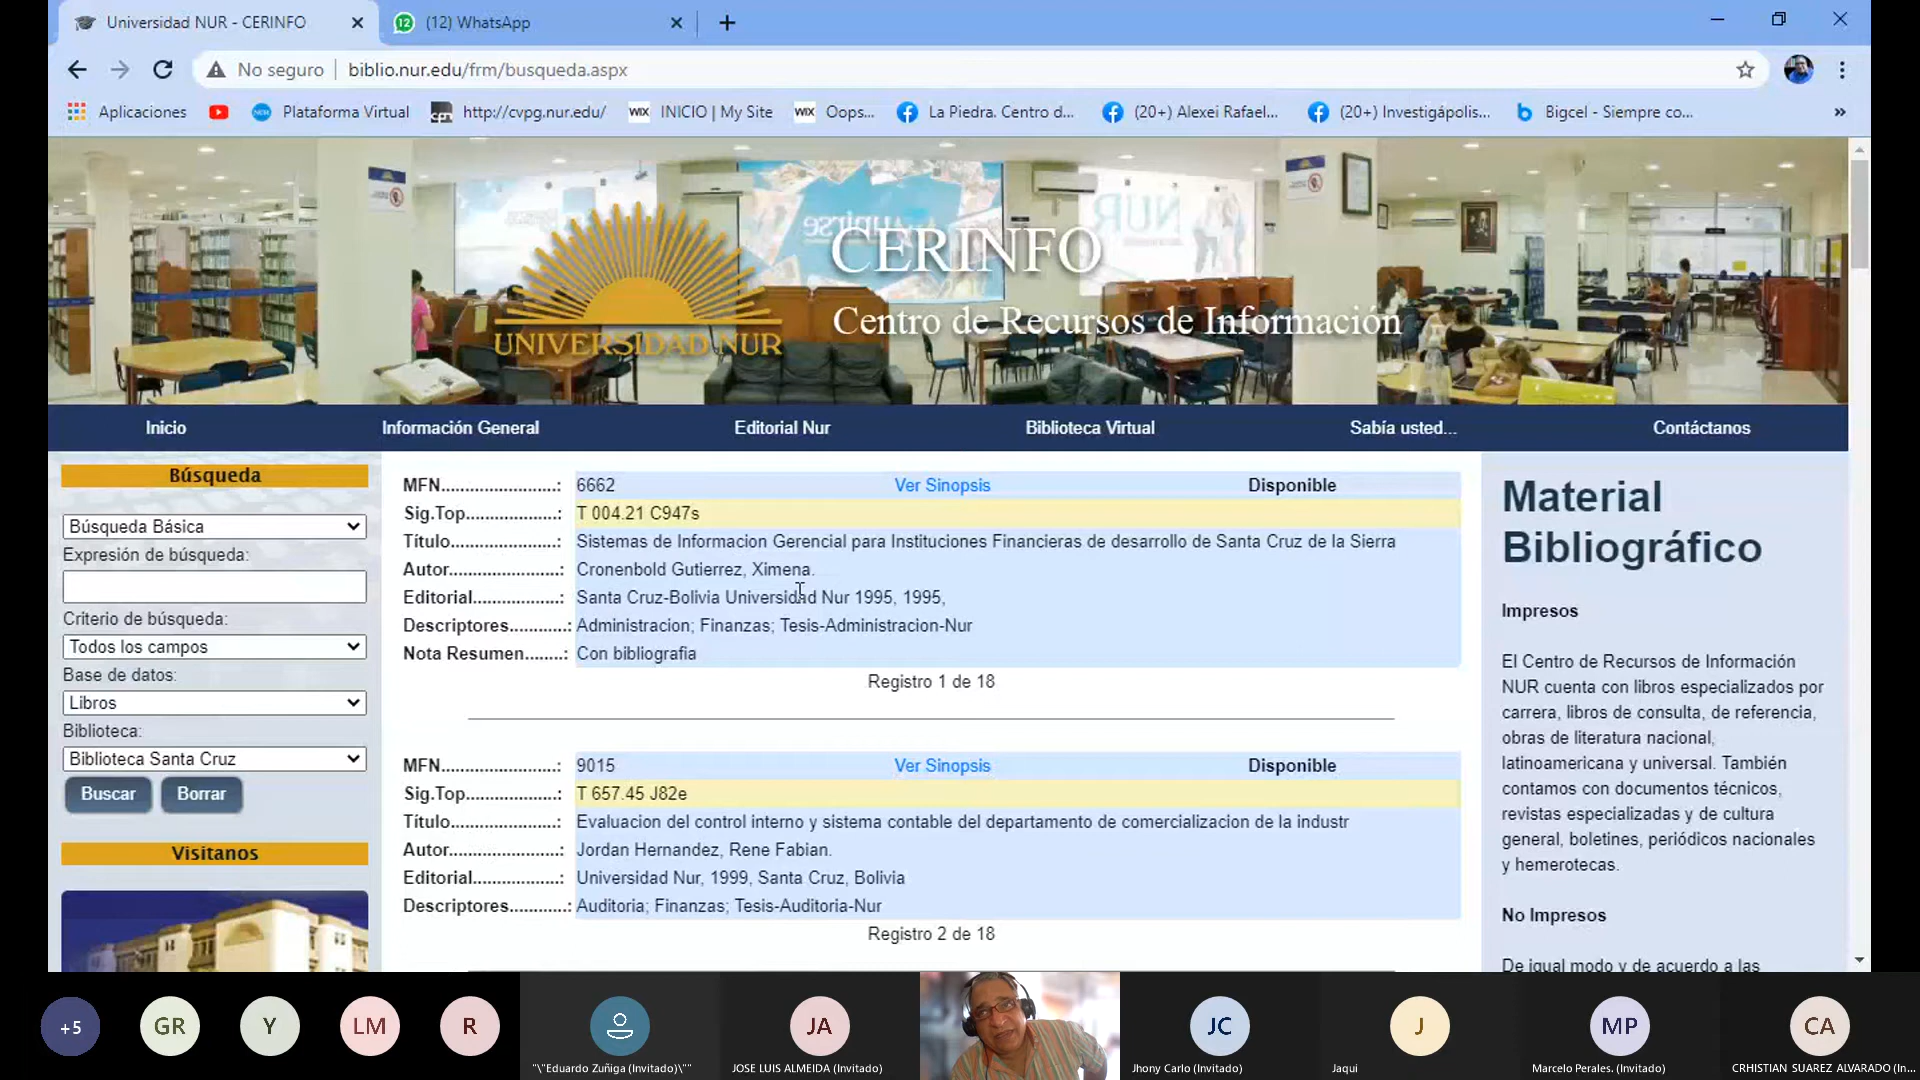 Universidad NUR - CERINFO
(12) WhatsApp
No seguro
biblio.nur.edu/frm/busqueda.aspx
Aplicaciones
Plataforma Virtual
http://cvpg.nur.edu/
WIX INICIO | My Site
WIX Oops...
La Piedra. Centro d...
(20+) Alexei Rafael...
(20+) Investigápolis...
Bigcel - Siempre co...
»
CERINFO
Centro de Recursos de Información
UNIVERSIDAD NUR
Inicio
Información General
Editorial Nur
Biblioteca Virtual
Sabía usted...
Contáctanos
Búsqueda
Búsqueda Básica
Expresión de búsqueda:
Criterio de búsqueda:
Todos los campos
Base de datos:
Libros
Biblioteca:
Biblioteca Santa Cruz
Buscar
Borrar
Visitanos
MFN.......................: 6662 Ver Sinopsis Disponible
Sig.Top...................: T 004.21 C947s
Título.....................: Sistemas de Informacion Gerencial para Instituciones Financieras de desarrollo de Santa Cruz de la Sierra
Autor......................: Cronenbold Gutierrez, Ximena.
Editorial.................: Santa Cruz-Bolivia Universidad Nur 1995, 1995,
Descriptores............: Administracion; Finanzas; Tesis-Administracion-Nur
Nota Resumen........: Con bibliografia
Registro 1 de 18
MFN.......................: 9015 Ver Sinopsis Disponible
Sig.Top...................: T 657.45 J82e
Título.....................: Evaluacion del control interno y sistema contable del departamento de comercializacion de la industr
Autor......................: Jordan Hernandez, Rene Fabian.
Editorial.................: Universidad Nur, 1999, Santa Cruz, Bolivia
Descriptores............: Auditoria; Finanzas; Tesis-Auditoria-Nur
Registro 2 de 18
Material
Bibliográfico
Impresos
El Centro de Recursos de Información
NUR cuenta con libros especializados por
carrera, libros de consulta, de referencia,
obras de literatura nacional,
latinoamericana y universal. También
contamos con documentos técnicos,
revistas especializadas y de cultura
general, boletines, periódicos nacionales
y hemerotecas.
No Impresos
De igual modo y de acuerdo a las
+5
GR
Y
LM
R
"\"Eduardo Zuñiga (Invitado)\""
JA
JOSE LUIS ALMEIDA (Invitado)
JC
Jhony Carlo (Invitado)
J
Jaqui
MP
Marcelo Perales. (Invitado)
CA
CRHISTIAN SUAREZ ALVARADO (In...